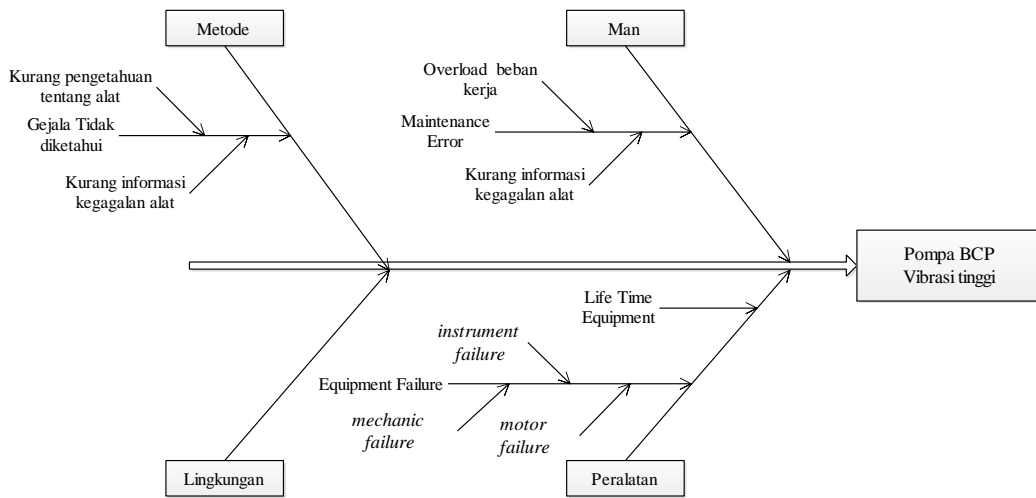 Metode
Man
Kurang pengetahuan
tentang alat
Gejala Tidak
diketahui
Kurang informasi
kegagalan alat
Overload beban
kerja
Maintenance
Error
Kurang informasi
kegagalan alat
Pompa BCP
Vibrasi tinggi
Life Time
Equipment
instrument
failure
Equipment Failure
mechanic
failure
motor
failure
Lingkungan
Peralatan